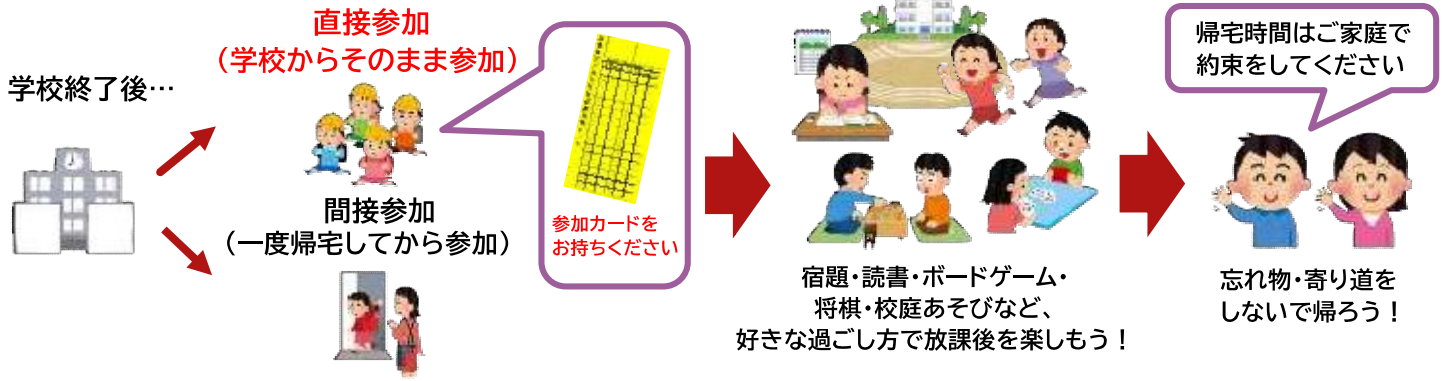 学校終了後…
直接参加
（学校からそのまま参加）
間接参加
（一度帰宅してから参加）
参加カードを
お持ちください
宿題・読書・ボードゲーム・
将棋・校庭あそびなど、
好きな過ごし方で放課後を楽しもう！
帰宅時間はご家庭で
約束をしてください
忘れ物・寄り道を
しないで帰ろう！